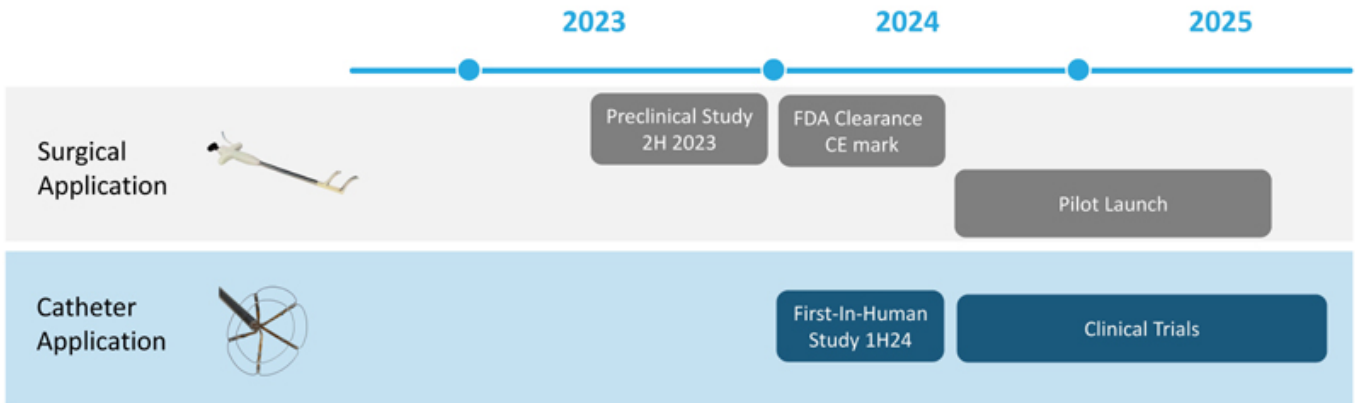 2023
2024
2025
Surgical
Application
Preclinical Study
2H 2023
FDA Clearance
CE mark
Pilot Launch
Catheter
Application
First-In-Human
Study 1H24
Clinical Trials